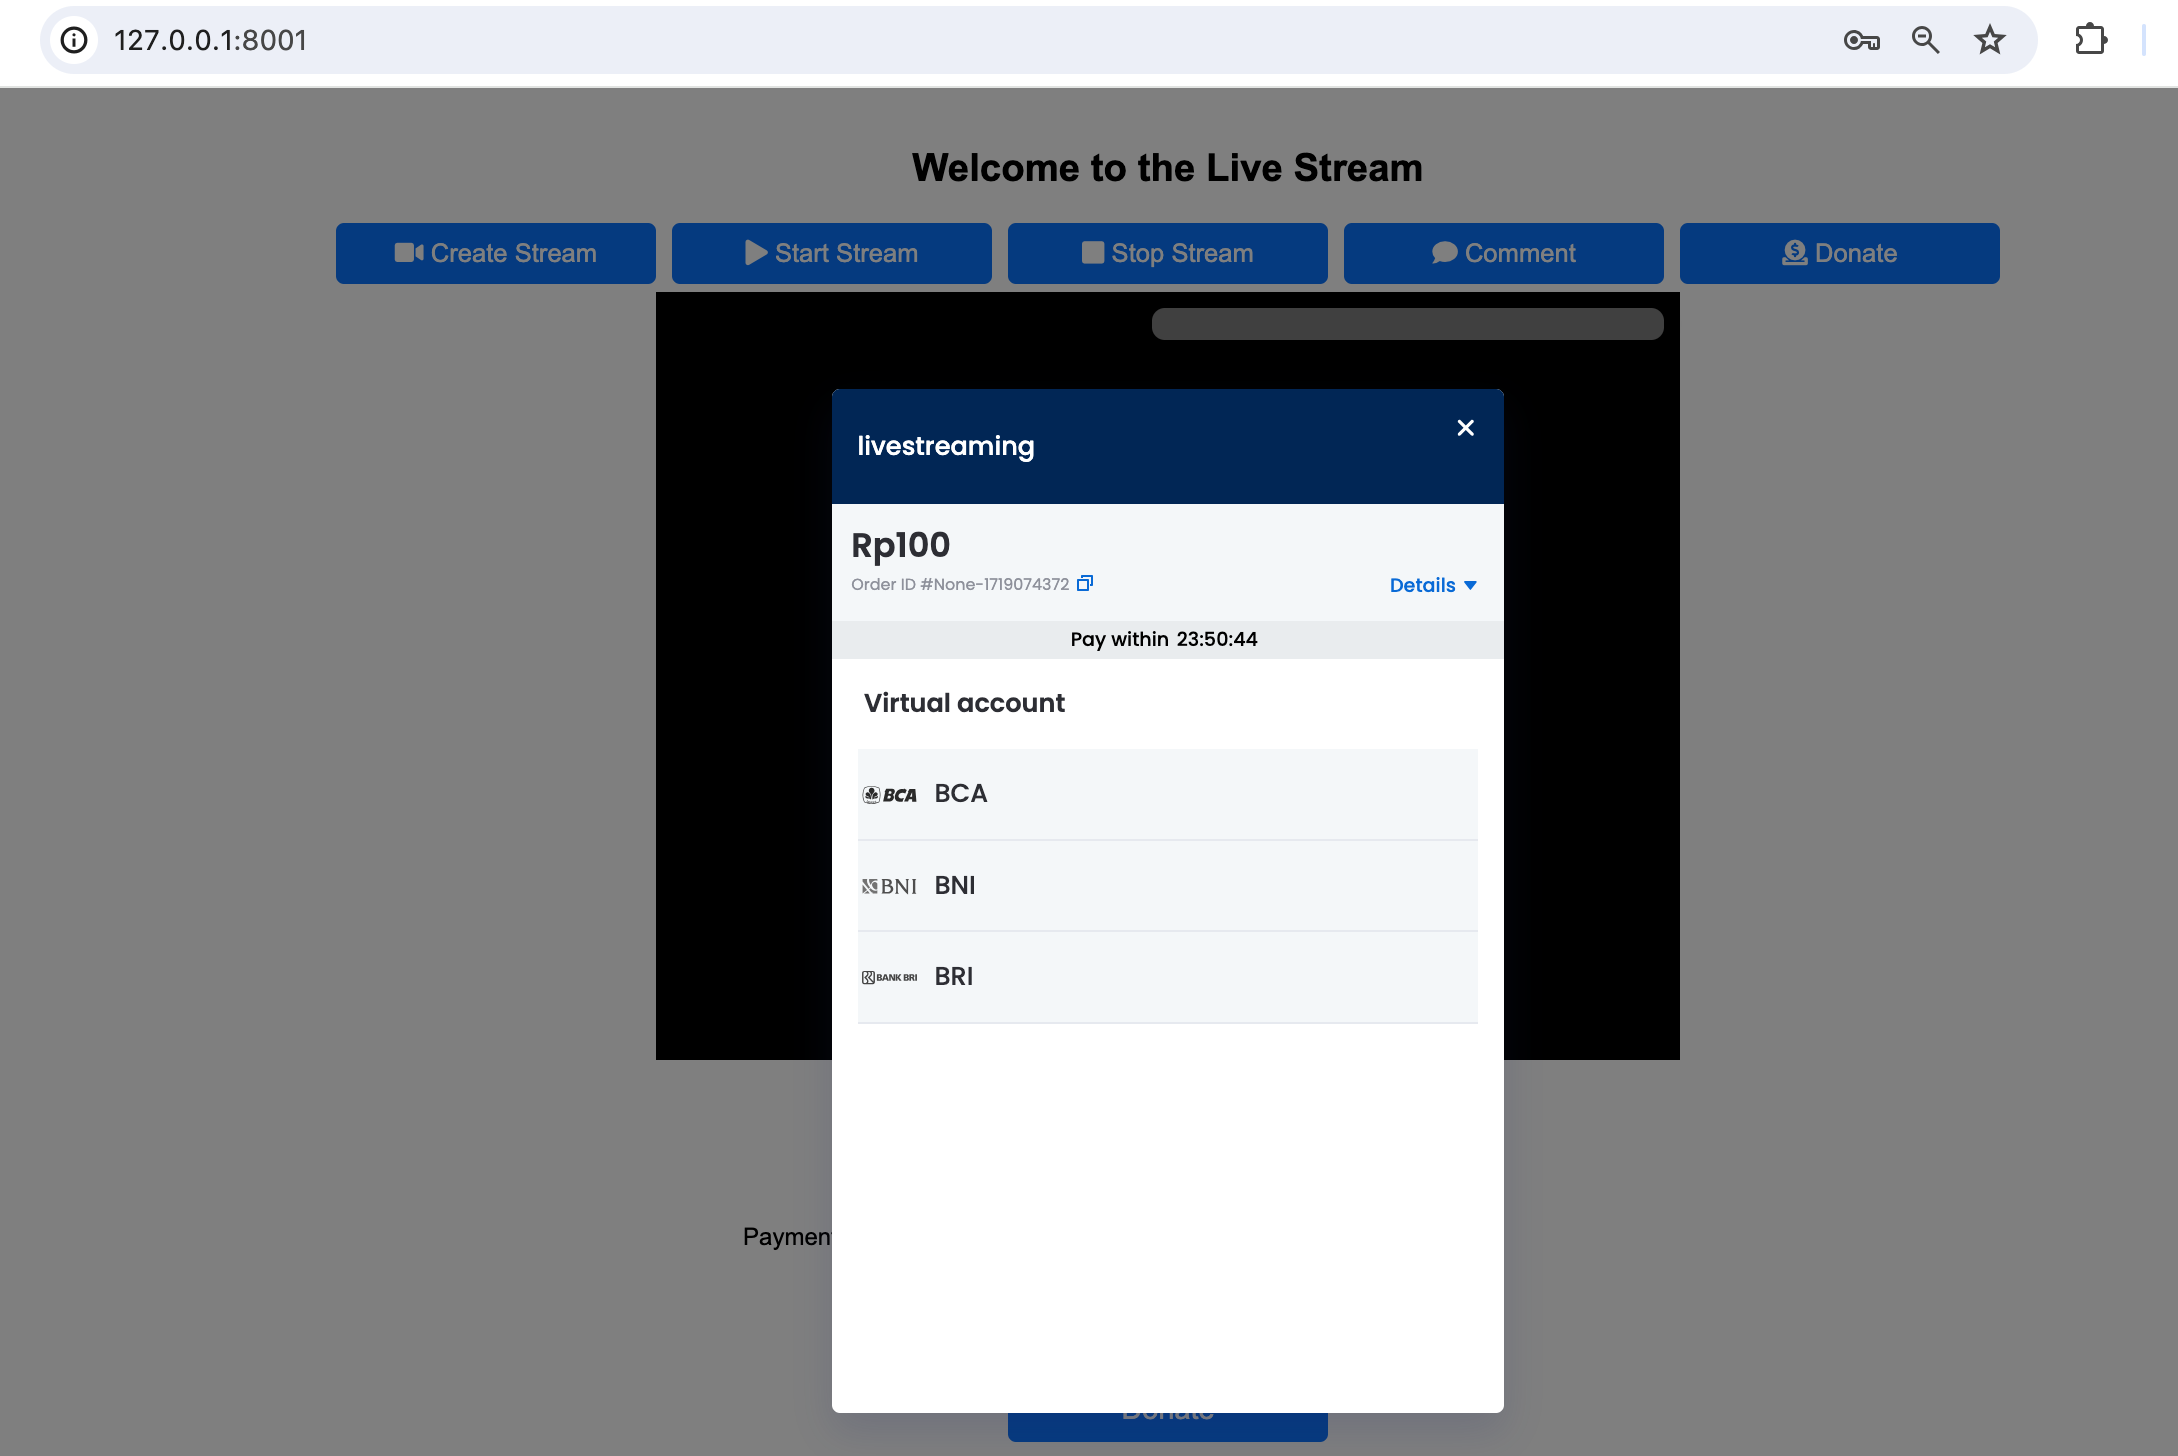 127.0.0.1:8001
Welcome to the Live Stream
Create Stream
Start Stream
Stop Stream
Comment
Donate
livestreaming
Rp100
Order ID #None-1719074372
Details
Pay within 23:50:44
Virtual account
BCA BCA
BNI BNI
BANK BRI BRI
Paymen
Donate